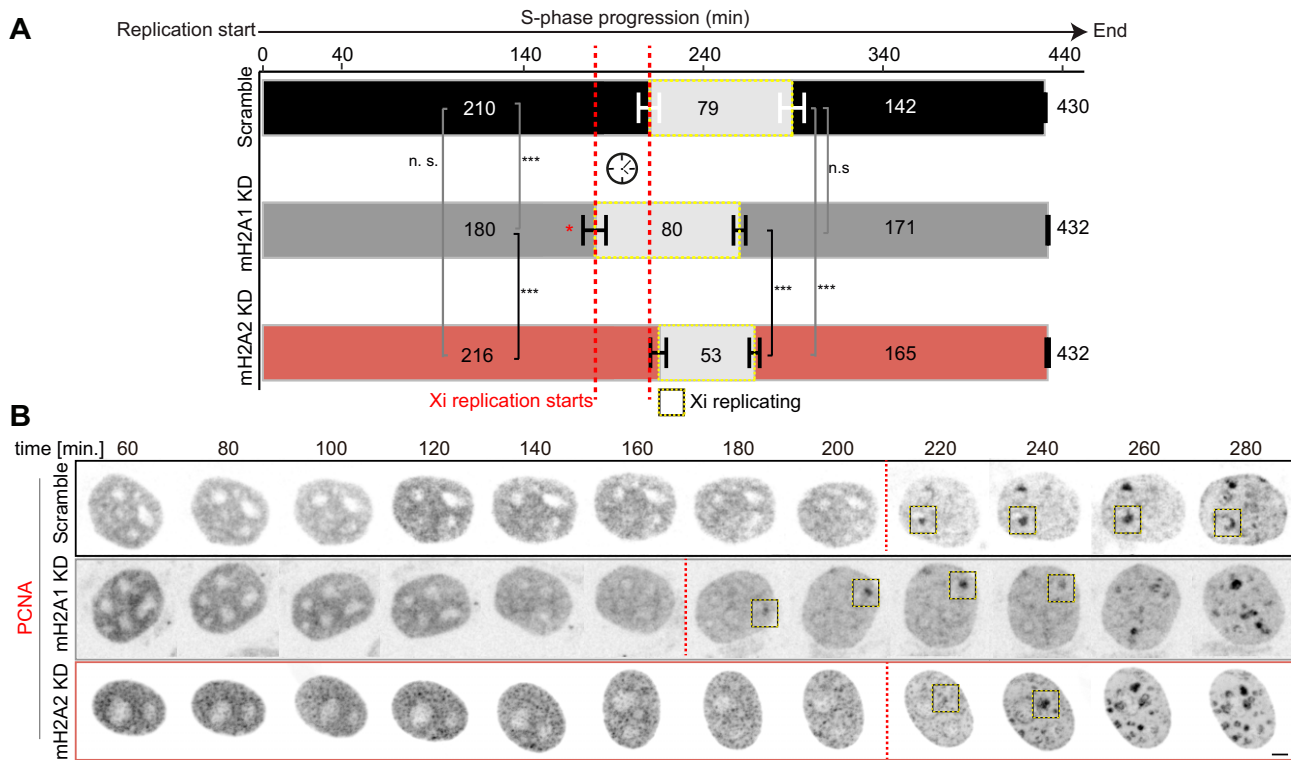 A
S-phase progression (min)
Replication start
End
0 40 140 240 340 440
Scramble
210 79 142 430
n. s.
***
n.s
mH2A1 KD
180 * 80 171 432
***
***
***
mH2A2 KD
216 53 165 432
Xi replication starts
Xi replicating
B
time [min.] 60 80 100 120 140 160 180 200 220 240 260 280
PCNA
Scramble
mH2A1 KD
mH2A2 KD